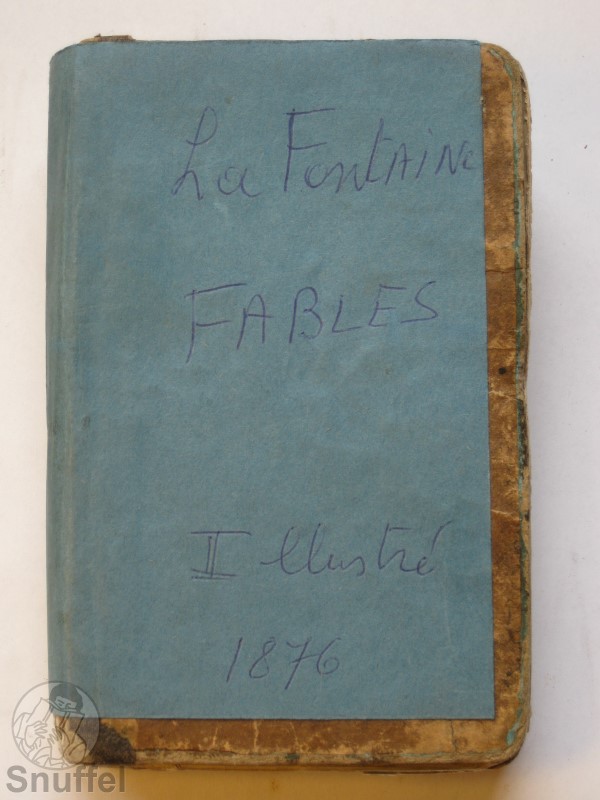 La Fontaine
FABLES
Illustré
1876
Snuffel